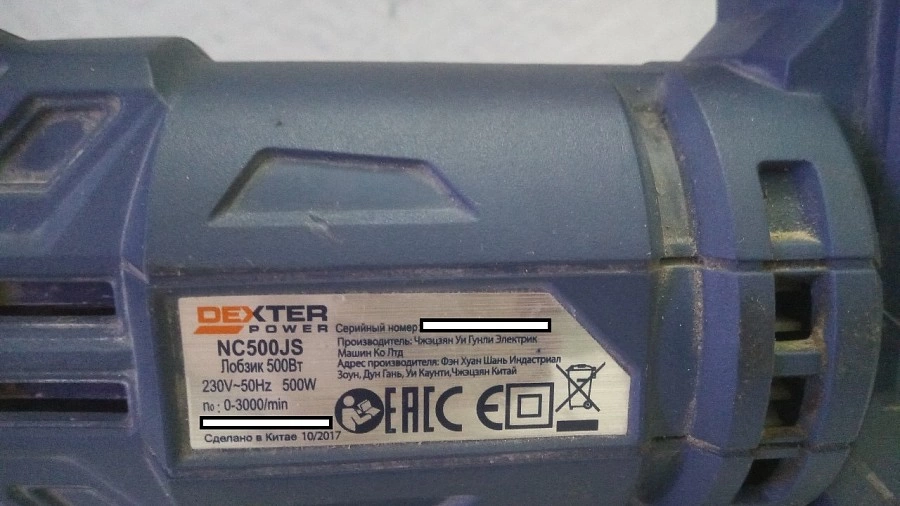 DEXTER
POWER
NC500JS
Лобзик 500Вт
230V~50Hz 500W
n₀ : 0-3000/min
Сделано в Китае 10/2017
Серийный номер:
Производитель: Чжэцзян Уи Гунли Электрик
Машин Ко Лтд
Адрес производителя: Фэн Хуан Шань Индастриал
Зоун, Дун Гань, Уи Каунти,Чжэцзян Китай
EAC CE